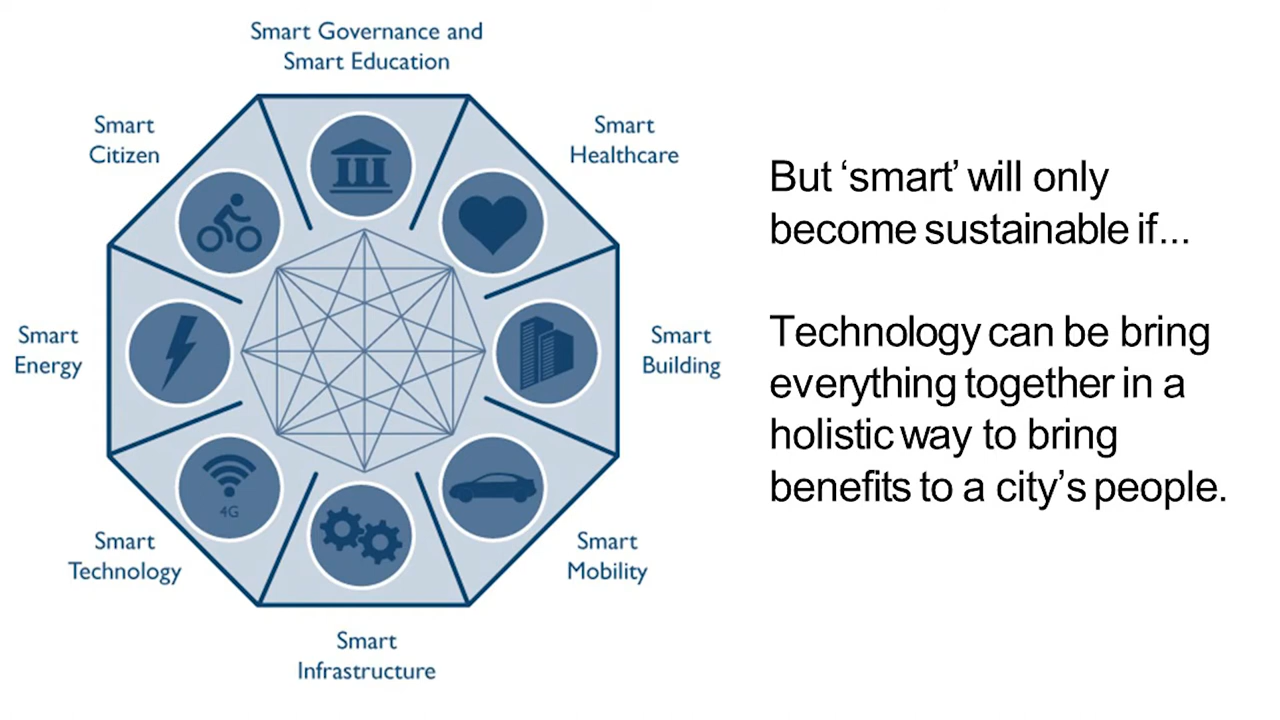 Smart Governance and
Smart Education
Smart
Citizen
Smart
Healthcare
Smart
Energy
Smart
Building
4G
Smart
Technology
Smart
Mobility
Smart
Infrastructure
But ‘smart’ will only
become sustainable if...
Technology can be bring
everything together in a
holistic way to bring
benefits to a city’s people.